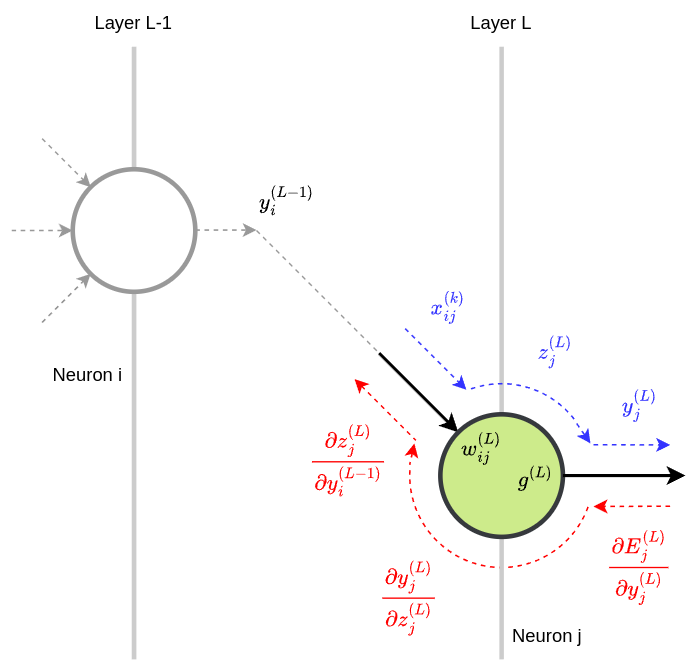 Layer L-1
Layer L
y_i^{(L-1)}
x_{ij}^{(k)}
z_j^{(L)}
y_j^{(L)}
Neuron i
\frac{\partial z_j^{(L)}}{\partial y_i^{(L-1)}}
w_{ij}^{(L)}
g^{(L)}
\frac{\partial E_j^{(L)}}{\partial y_j^{(L)}}
\frac{\partial y_j^{(L)}}{\partial z_j^{(L)}}
Neuron j